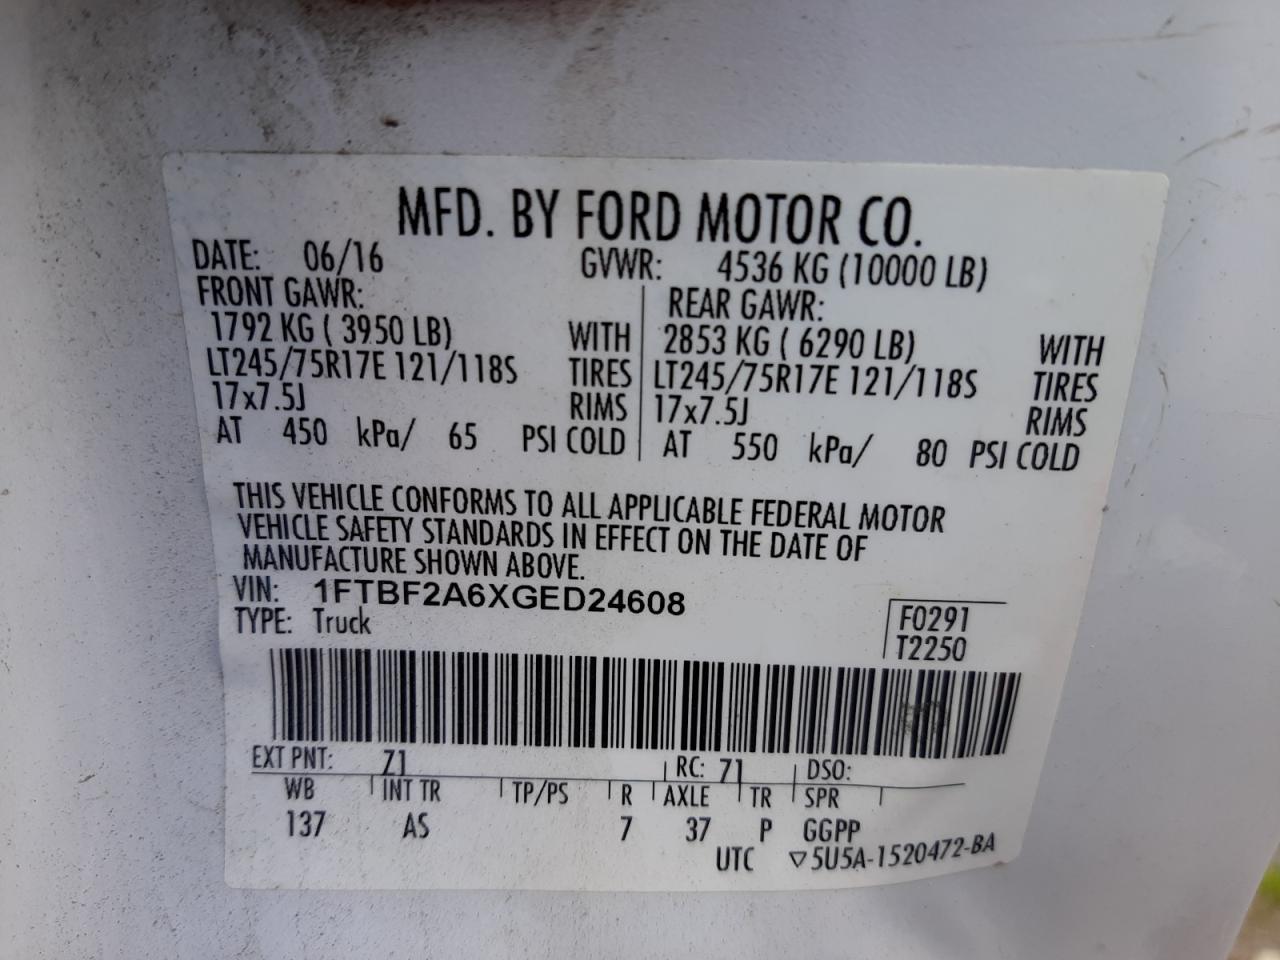 MFD. BY FORD MOTOR CO.
DATE: 06/16 GVWR: 4536 KG (10000 LB)
FRONT GAWR: REAR GAWR:
1792 KG ( 3950 LB) WITH 2853 KG ( 6290 LB) WITH
LT245/75R17E 121/118S TIRES LT245/75R17E 121/118S TIRES
17x7.5J RIMS 17x7.5J RIMS
AT 450 kPa/ 65 PSI COLD AT 550 kPa/ 80 PSI COLD
THIS VEHICLE CONFORMS TO ALL APPLICABLE FEDERAL MOTOR
VEHICLE SAFETY STANDARDS IN EFFECT ON THE DATE OF
MANUFACTURE SHOWN ABOVE.
VIN: 1FTBF2A6XGED24608
TYPE: Truck
F0291
T2250
EXT PNT: Z1 RC: 71 DSO:
WB INT TR TP/PS R AXLE TR SPR
137 AS 7 37 P GGPP
UTC ▽5U5A-1520472-BA